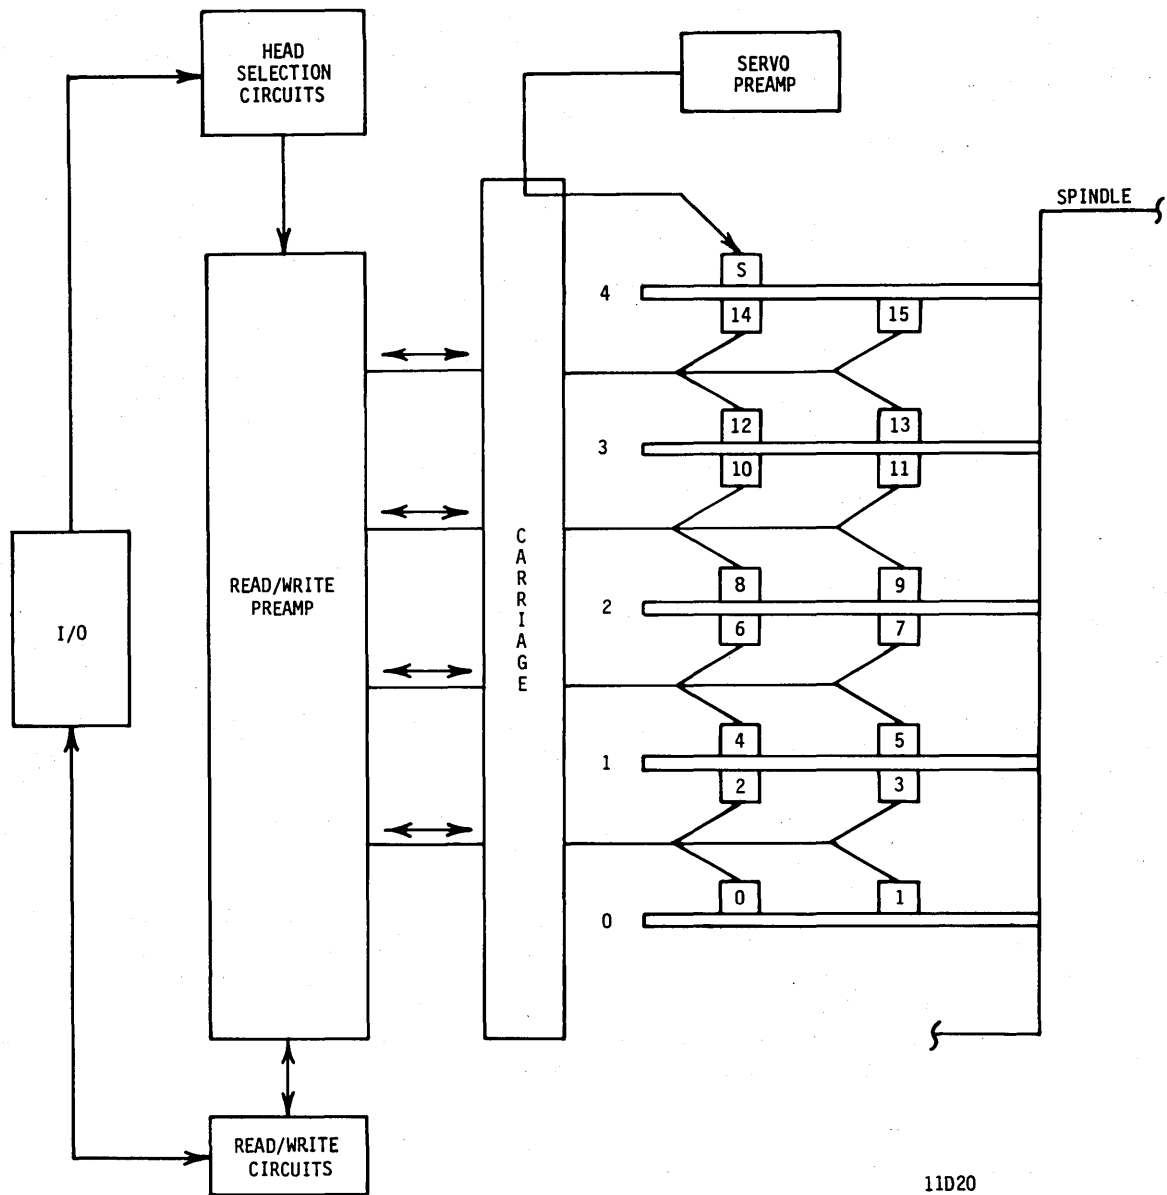 HEAD
SELECTION
CIRCUITS
SERVO
PREAMP
SPINDLE
S
4
14
15
12
13
3
10
11
CARRIAGE
READ/WRITE
PREAMP
8
9
2
I/O
6
7
4
5
1
2
3
0
1
0
READ/WRITE
CIRCUITS
11D20